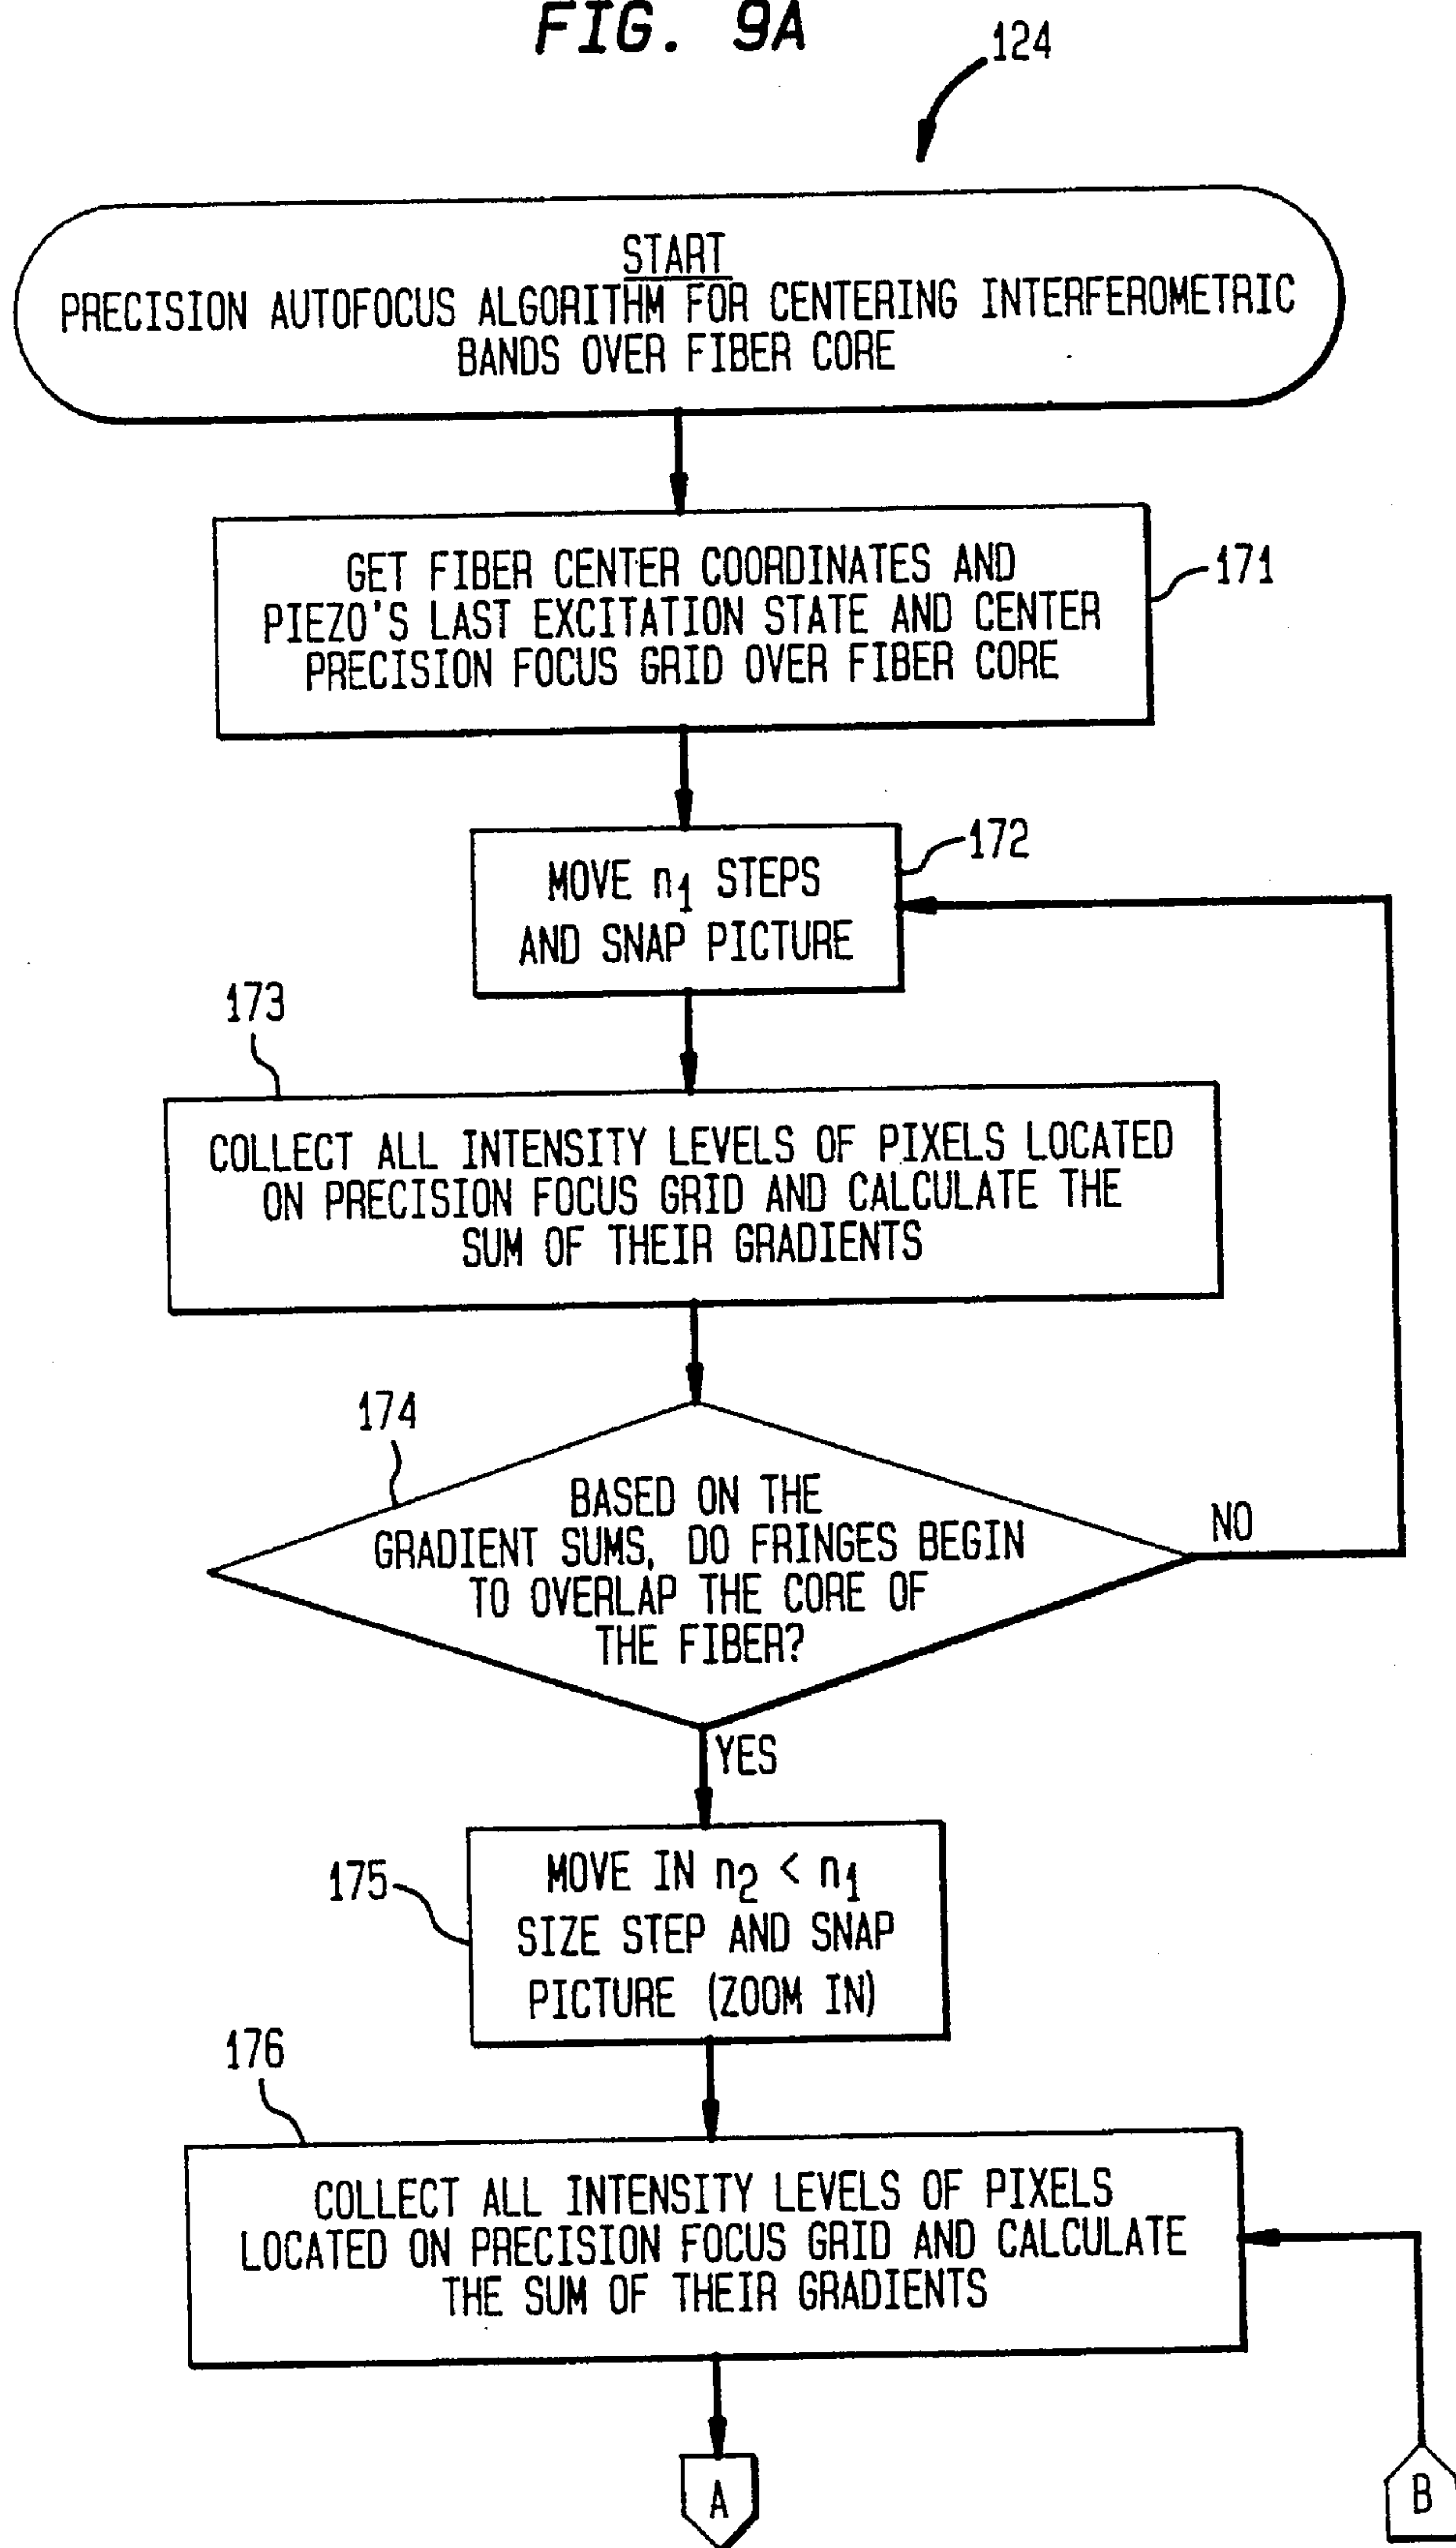 FIG. 9A
124
START
PRECISION AUTOFOCUS ALGORITHM FOR CENTERING INTERFEROMETRIC
BANDS OVER FIBER CORE
GET FIBER CENTER COORDINATES AND
PIEZO'S LAST EXCITATION STATE AND CENTER
PRECISION FOCUS GRID OVER FIBER CORE
171
MOVE n1 STEPS
AND SNAP PICTURE
172
173
COLLECT ALL INTENSITY LEVELS OF PIXELS LOCATED
ON PRECISION FOCUS GRID AND CALCULATE THE
SUM OF THEIR GRADIENTS
174
BASED ON THE
GRADIENT SUMS, DO FRINGES BEGIN
TO OVERLAP THE CORE OF
THE FIBER?
NO
YES
175
MOVE IN n2 < n1
SIZE STEP AND SNAP
PICTURE (ZOOM IN)
176
COLLECT ALL INTENSITY LEVELS OF PIXELS
LOCATED ON PRECISION FOCUS GRID AND CALCULATE
THE SUM OF THEIR GRADIENTS
A
B